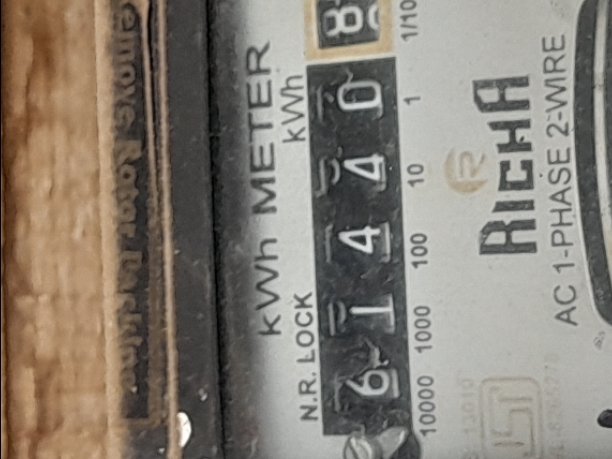 kWh METER
N.R. LOCK kWh
6 1 4 4 0 8
10000 1000 100 10 1 1/10
RICHA
AC 1-PHASE 2-WIRE